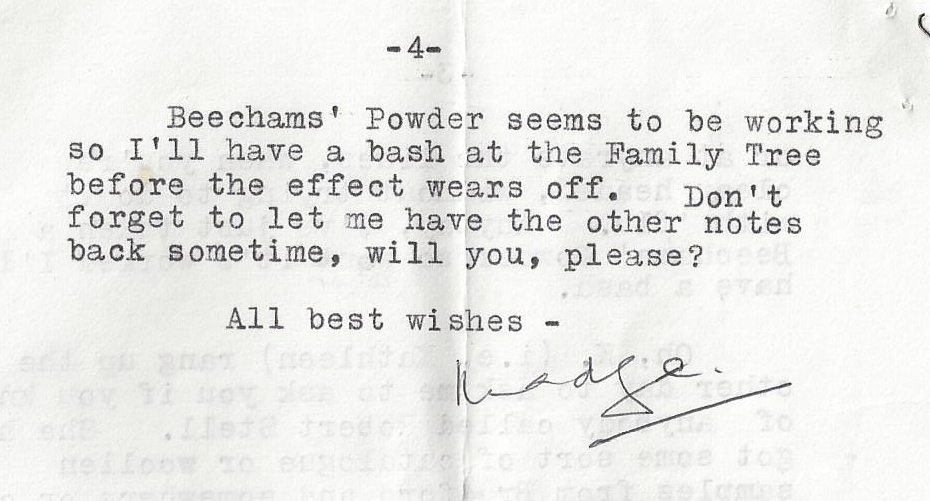 -4-
Beechams' Powder seems to be working
so I'll have a bash at the Family Tree
before the effect wears off. Don't
forget to let me have the other notes
back sometime, will you, please?
All best wishes -
Madge.